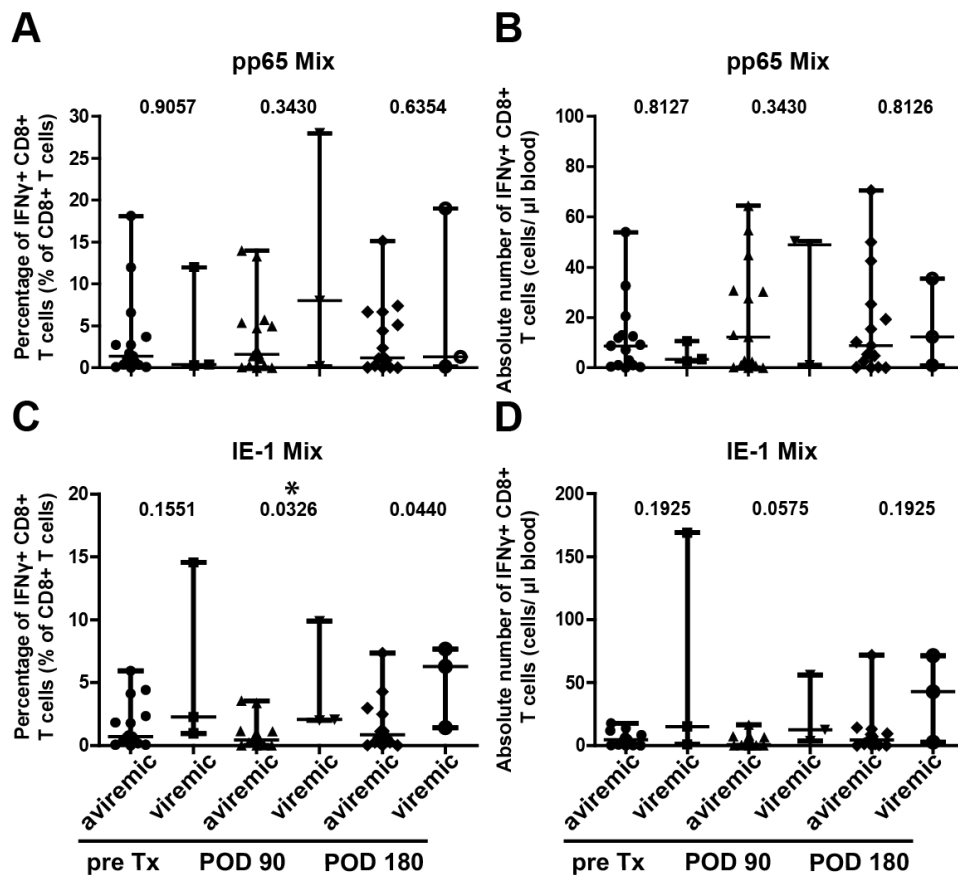 A
pp65 Mix
Percentage of IFNγ+ CD8+
T cells (% of CD8+ T cells)
0.9057 0.3430 0.6354
30
25
20
15
10
5
0
B
pp65 Mix
Absolute number of IFNγ+ CD8+
T cells (cells/ µl blood)
0.8127 0.3430 0.8126
100
80
60
40
20
0
C
IE-1 Mix
Percentage of IFNγ+ CD8+
T cells (% of CD8+ T cells)
*
0.1551 0.0326 0.0440
20
15
10
5
0
aviremic viremic aviremic viremic aviremic viremic
pre Tx POD 90 POD 180
D
IE-1 Mix
Absolute number of IFNγ+ CD8+
T cells (cells/ µl blood)
0.1925 0.0575 0.1925
200
150
100
50
0
aviremic viremic aviremic viremic aviremic viremic
pre Tx POD 90 POD 180